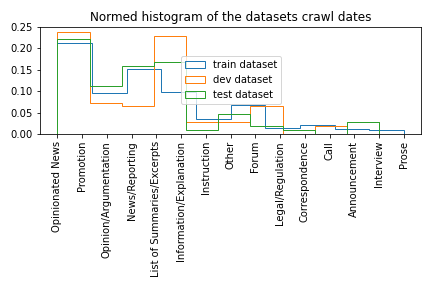 Normed histogram of the datasets crawl dates
0.25
0.20
0.15
0.10
0.05
0.00
train dataset
dev dataset
test dataset
Opinionated News
Promotion
Opinion/Argumentation
News/Reporting
List of Summaries/Excerpts
Information/Explanation
Instruction
Other
Forum
Legal/Regulation
Correspondence
Call
Announcement
Interview
Prose